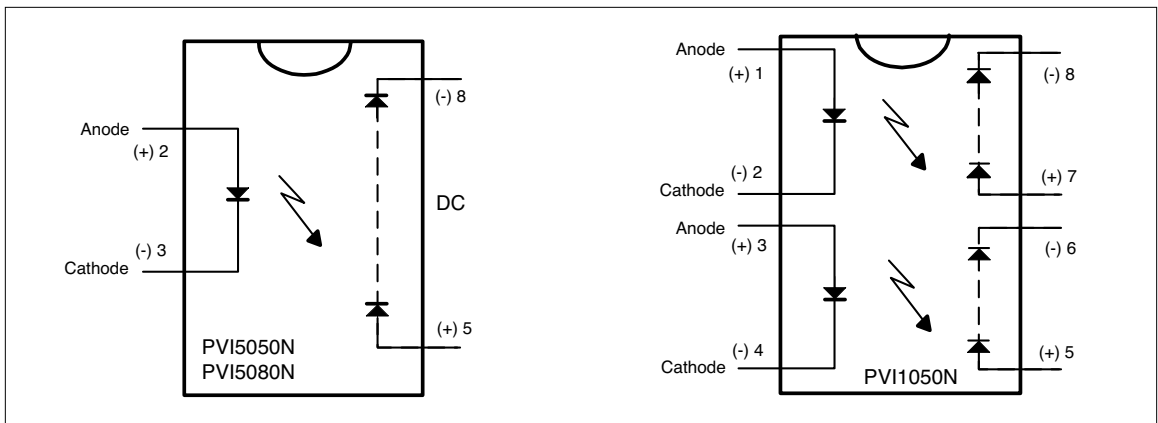 Anode
(+) 2
(-) 3
Cathode
(-) 8
DC
(+) 5
PVI5050N
PVI5080N
Anode
(+) 1
(-) 2
Cathode
Anode
(+) 3
(-) 4
Cathode
(-) 8
(+) 7
(-) 6
(+) 5
PVI1050N